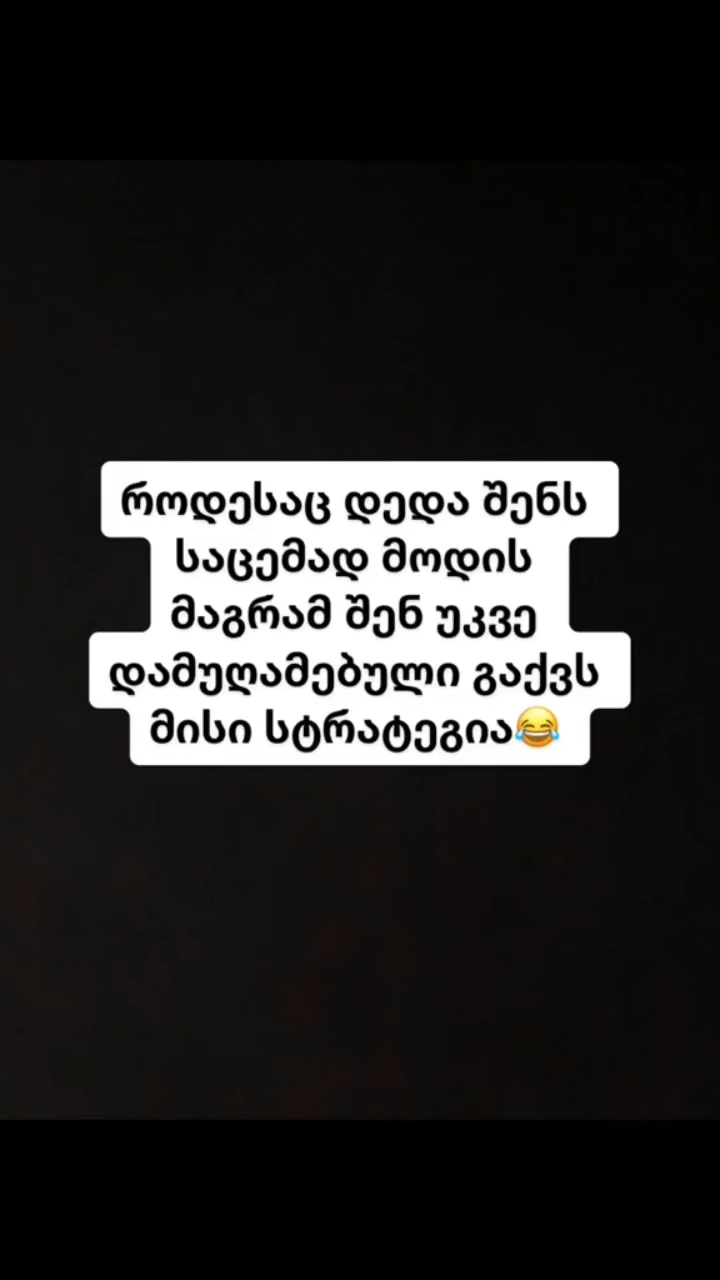 როდესაც დედა შენს
საცემად მოდის
მაგრამ შენ უკვე
დამუღამებული გაქვს
მისი სტრატეგია😂